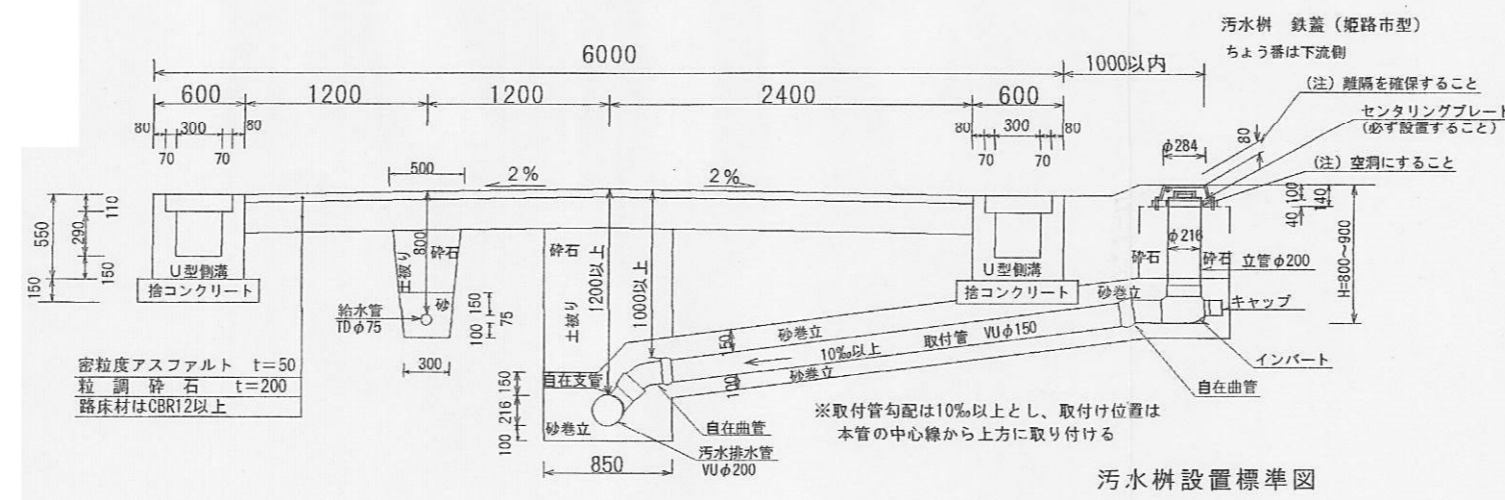 汚水桝 鉄蓋（姫路市型）
ちょう番は下流側
6000
1000以内
（注）離隔を確保すること
600
1200
1200
2400
600
センタリングプレート
（必ず設置すること）
80
300
80
70
70
80
300
80
70
70
φ284
80
（注）空洞にすること
500
2%
2%
550
110
290
150
150
100
140
40
800
土被り
砕石
砕石
土被り
1200以上
1000以上
φ216
砕石
砕石
立管φ200
H=800~900
U型側溝
捨コンクリート
U型側溝
捨コンクリート
給水管
TDφ75
砂
150
75
100
300
砂巻立
キャップ
150
砂巻立
10‰以上
取付管 VUφ150
砂巻立
100
インバート
自在曲管
密粒度アスファルト t=50
粒調砕石 t=200
路床材はCBR12以上
自在支管
150
216
100
砂巻立
自在曲管
汚水排水管
VUφ200
850
※取付管勾配は10‰以上とし、取付け位置は
本管の中心線から上方に取り付ける
汚水桝設置標準図